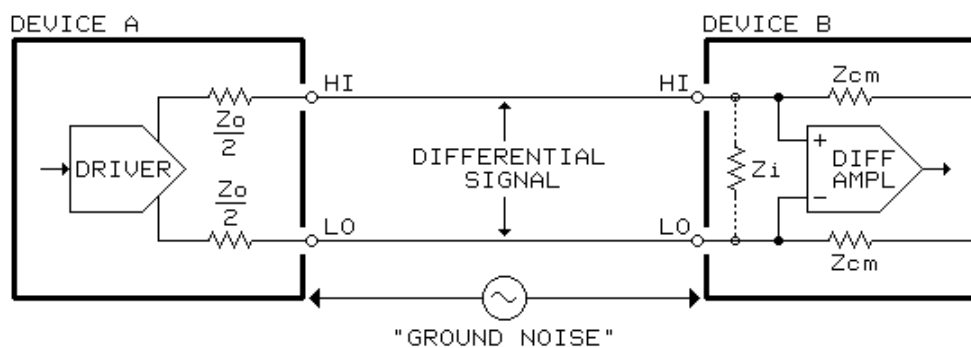 DEVICE A
DEVICE B
HI
HI
Zcm
Zo
2
DRIVER
DIFFERENTIAL
SIGNAL
Zi
+
DIFF
AMPL
−
Zo
2
LO
LO
Zcm
"GROUND NOISE"